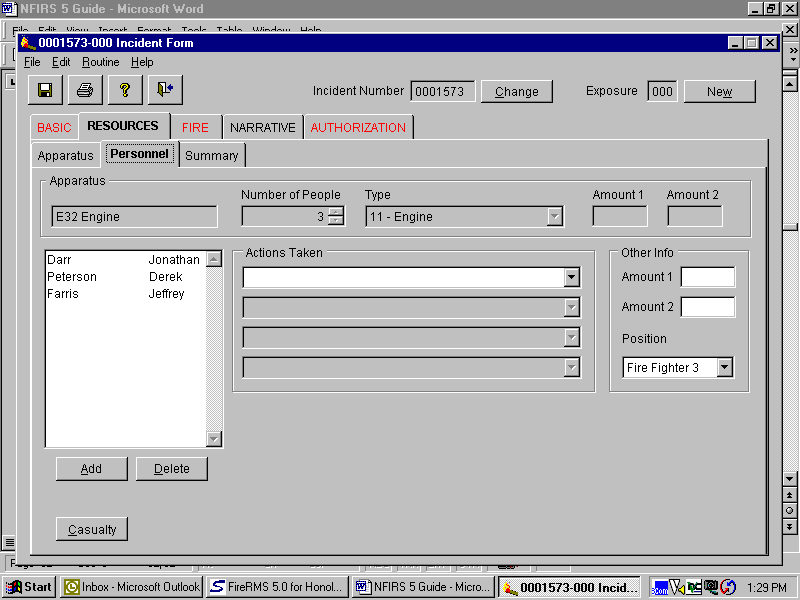 NFIRS 5 Guide - Microsoft Word
File Edit View Insert Format Tools Table Window Help
0001573-000 Incident Form
File Edit Routine Help
Incident Number 0001573 Change Exposure 000 New
BASIC RESOURCES FIRE NARRATIVE AUTHORIZATION
Apparatus Personnel Summary
Apparatus
Number of People Type Amount 1 Amount 2
E32 Engine 3 11 - Engine
Darr Jonathan
Peterson Derek
Farris Jeffrey
Actions Taken
Other Info
Amount 1
Amount 2
Position
Fire Fighter 3
Add Delete
Casualty
Start Inbox - Microsoft Outlook FireRMS 5.0 for Honol... NFIRS 5 Guide - Micro... 0001573-000 Incid... 1:29 PM